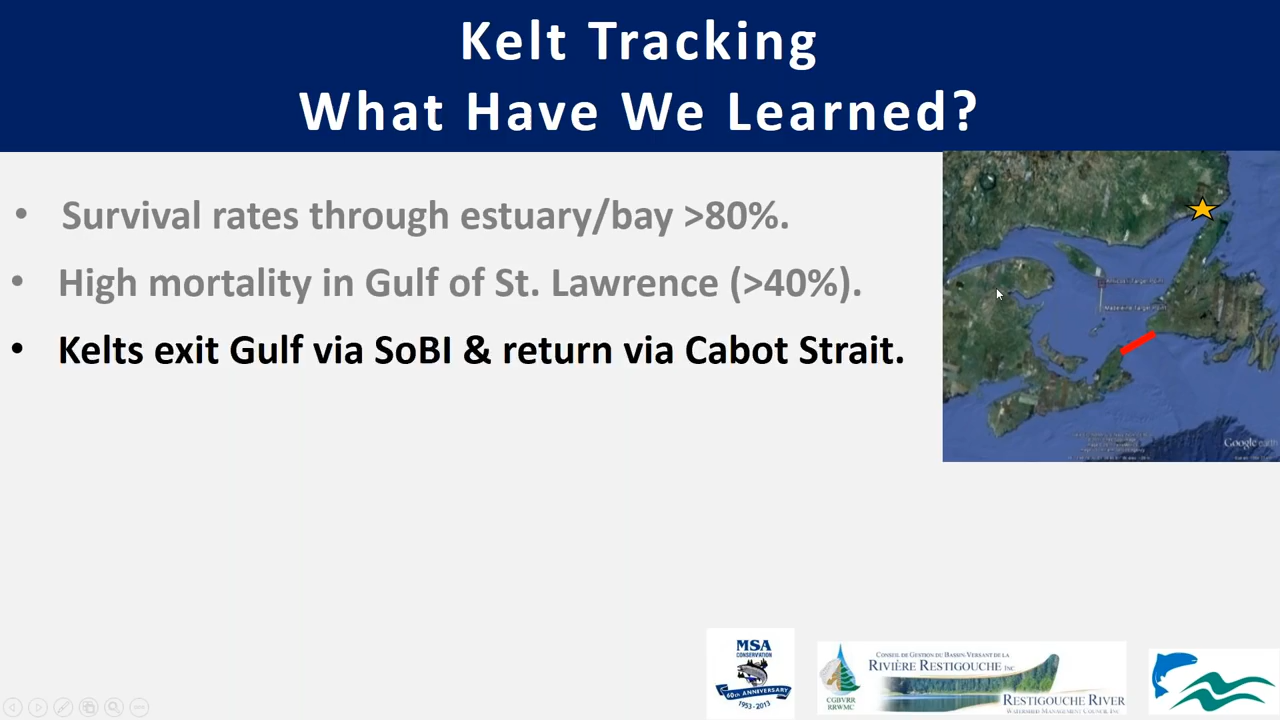 Kelt Tracking
What Have We Learned?
• Survival rates through estuary/bay >80%.
• High mortality in Gulf of St. Lawrence (>40%).
• Kelts exit Gulf via SoBI & return via Cabot Strait.
Google earth
MSA
CONSERVATION
60th ANNIVERSARY
1953 - 2013
CGBVRR
RRWMC
CONSEIL DE GESTION DU BASSIN-VERSANT DE LA
RIVIÈRE RESTIGOUCHE INC
RESTIGOUCHE RIVER
WATERSHED MANAGEMENT COUNCIL INC